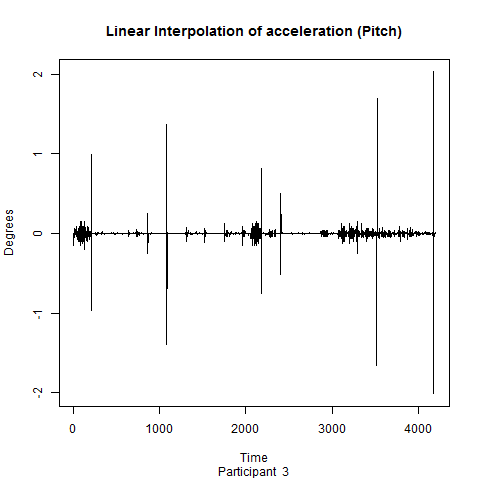 Linear Interpolation of acceleration (Pitch)
2
1
0
-1
-2
Degrees
0 1000 2000 3000 4000
Time
Participant 3